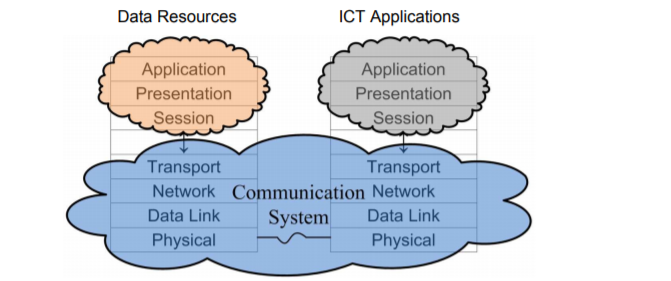 Data Resources ICT Applications
Application Application
Presentation Presentation
Session Session
Transport Transport
Network Communication Network
Data Link System Data Link
Physical Physical